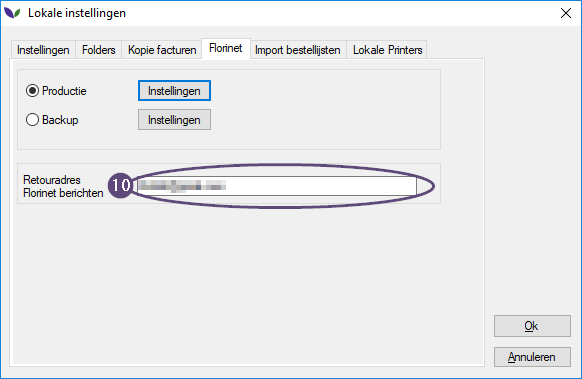 Lokale instellingen
Instellingen Folders Kopie facturen Florinet Import bestellijsten Lokale Printers
Productie Instellingen
Backup Instellingen
Retouradres
Florinet berichten
10
Ok
Annuleren